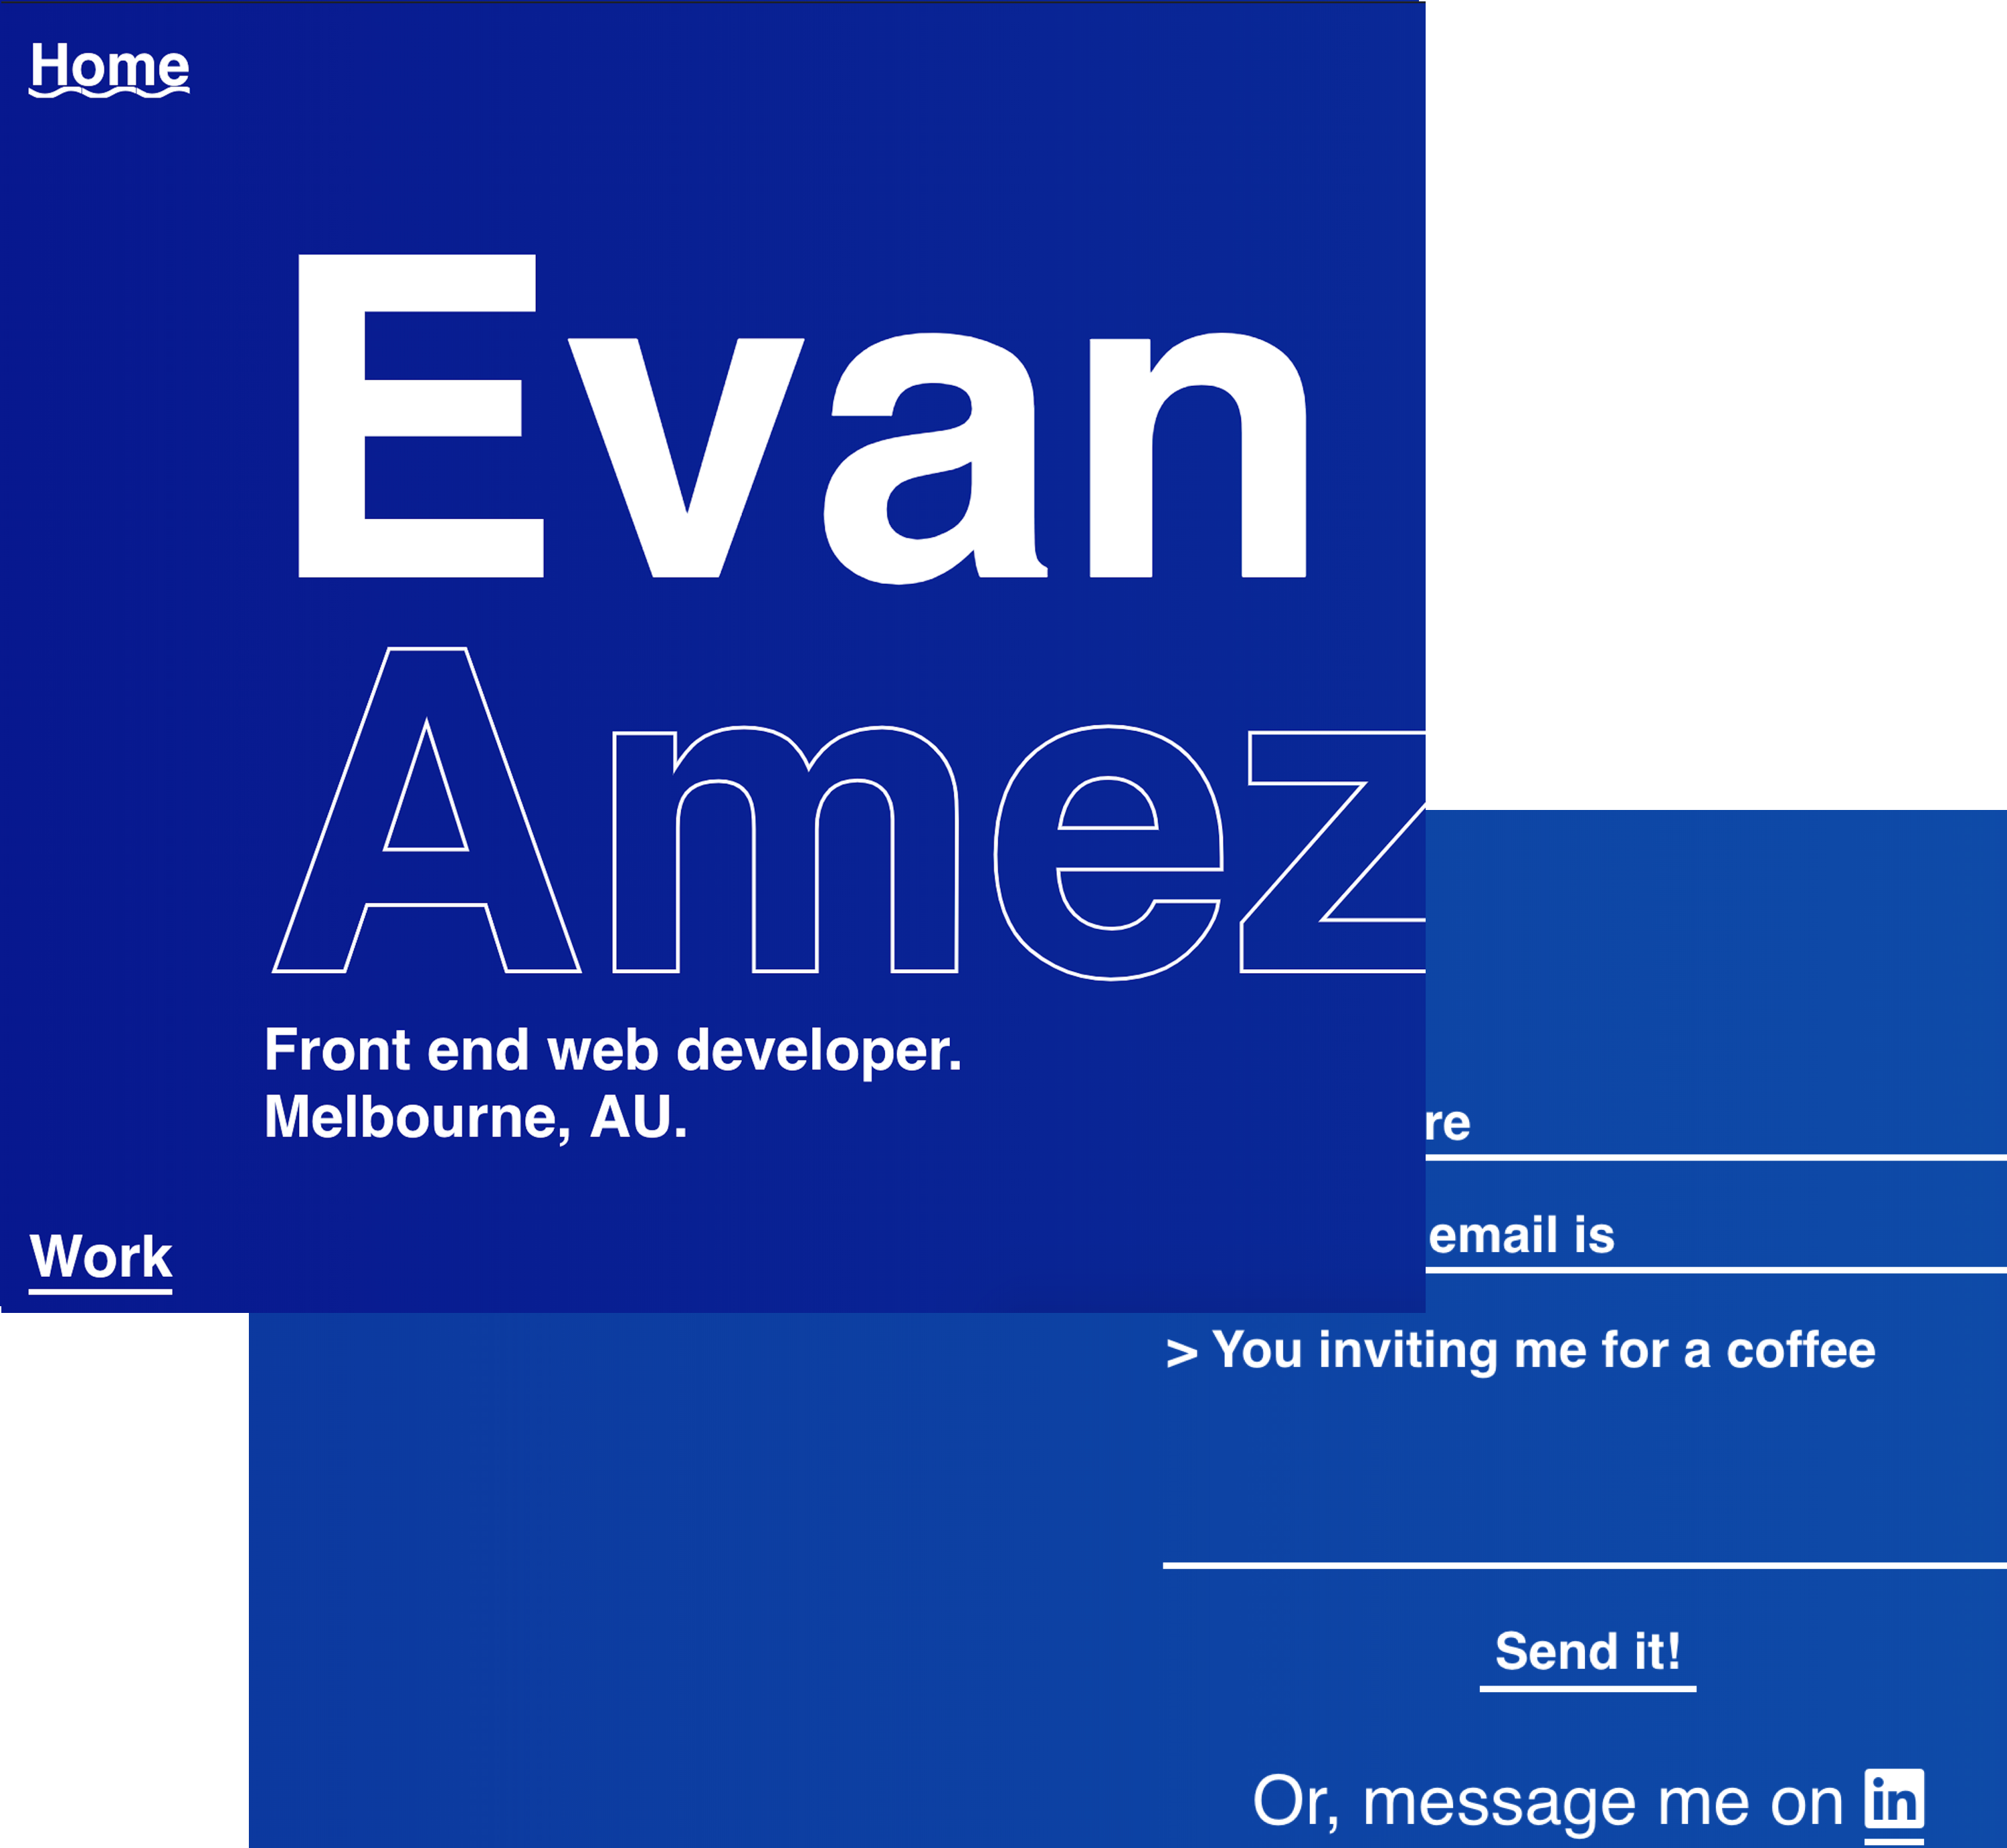 Home
Evan
Amez
Front end web developer.
Melbourne, AU.
Work
re
email is
> You inviting me for a coffee
Send it!
Or, message me on in